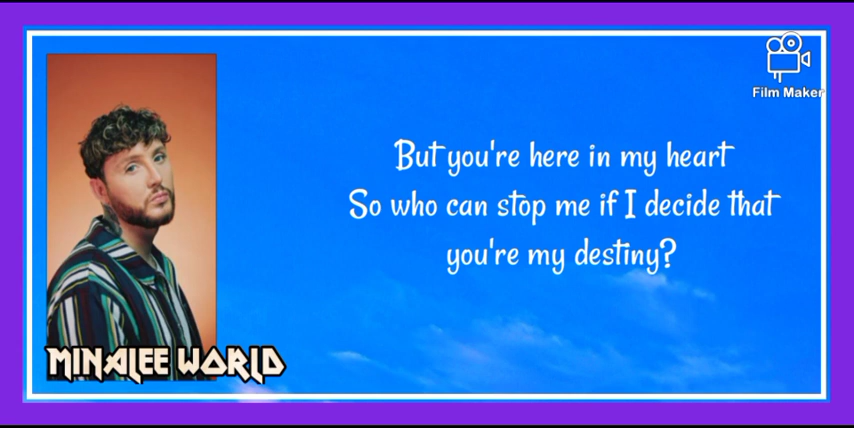 Film Maker
But you're here in my heart
So who can stop me if I decide that
you're my destiny?
MINALEE WORLD